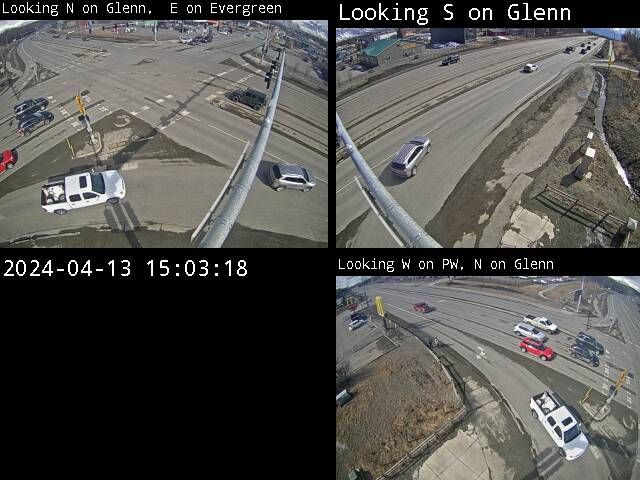 Looking N on Glenn,  E on Evergreen
Looking S on Glenn
2024-04-13 15:03:18
Looking W on PW, N on Glenn